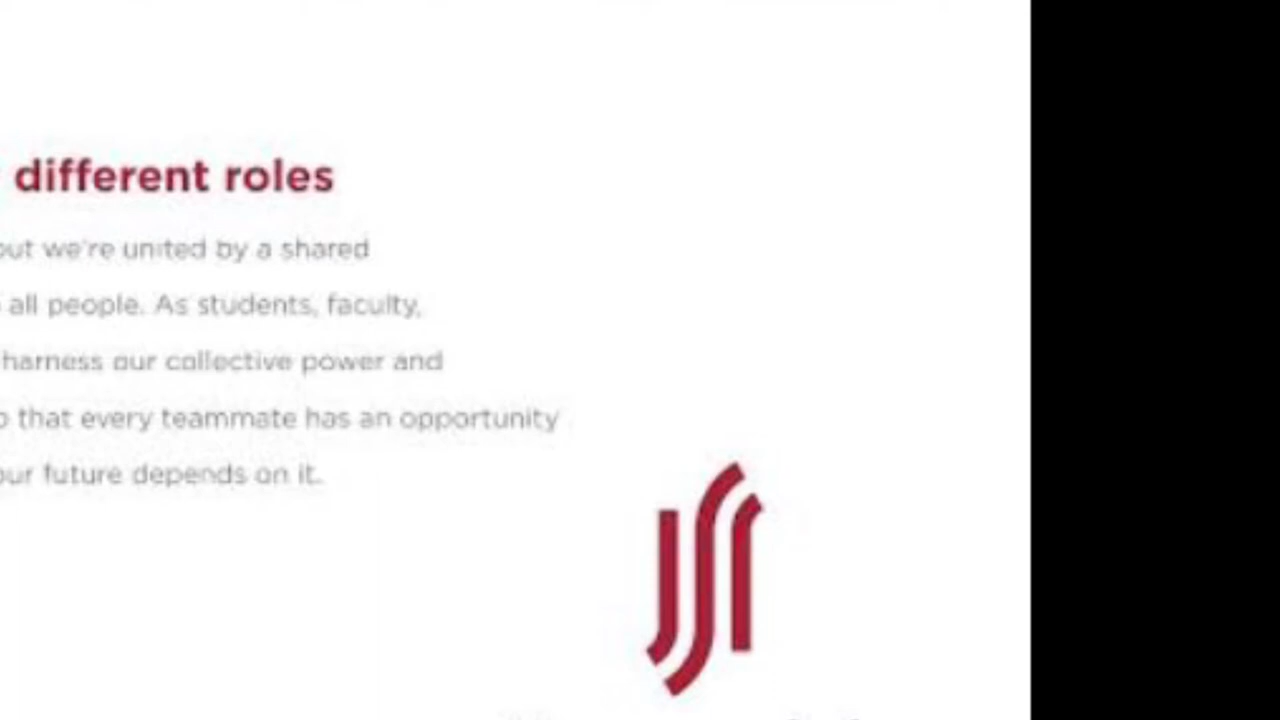 different roles
but we're united by a shared
all people. As students, faculty,
harness our collective power and
that every teammate has an opportunity
our future depends on it.